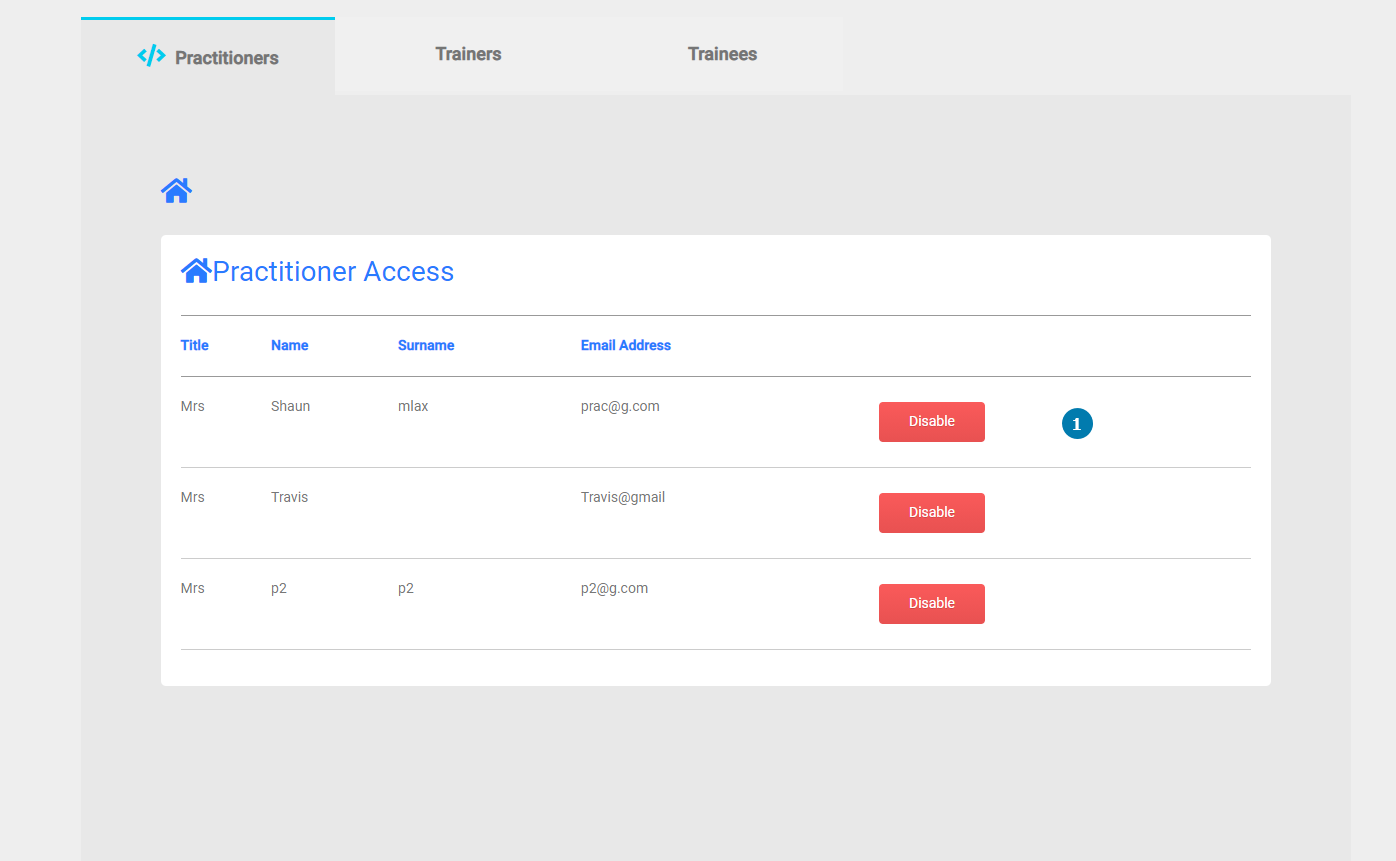 Practitioners Trainers Trainees
Practitioner Access
Title Name Surname Email Address
Mrs Shaun mlax prac@g.com Disable 1
Mrs Travis Travis@gmail Disable
Mrs p2 p2 p2@g.com Disable